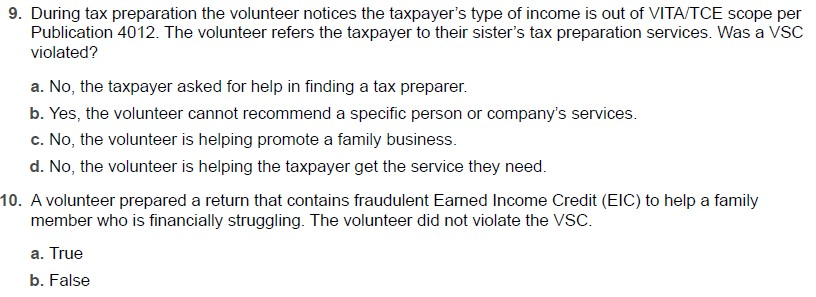 9. During tax preparation the volunteer notices the taxpayer's type of income is out of VITA/TCE scope per
Publication 4012. The volunteer refers the taxpayer to their sister's tax preparation services. Was a VSC
violated?
a. No, the taxpayer asked for help in finding a tax preparer.
b. Yes, the volunteer cannot recommend a specific person or company's services.
c. No, the volunteer is helping promote a family business.
d. No, the volunteer is helping the taxpayer get the service they need.
10. A volunteer prepared a return that contains fraudulent Earned Income Credit (EIC) to help a family
member who is financially struggling. The volunteer did not violate the VSC.
a. True
b. False